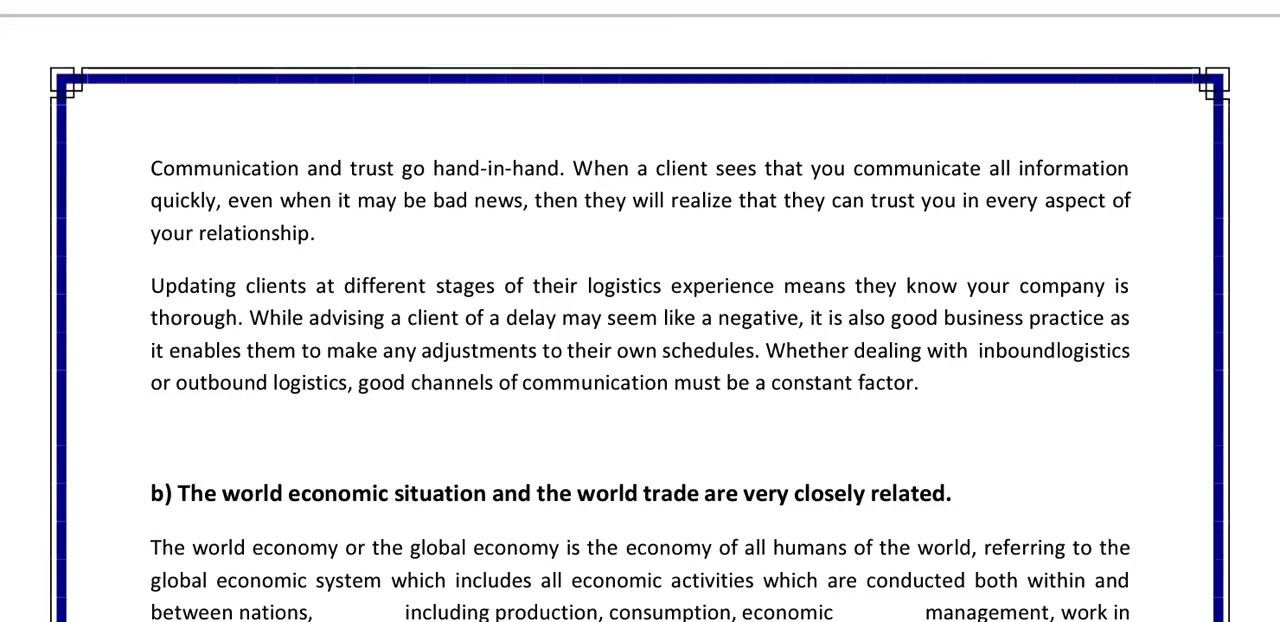 Communication and trust go hand-in-hand. When a client sees that you communicate all information
quickly, even when it may be bad news, then they will realize that they can trust you in every aspect of
your relationship.
Updating clients at different stages of their logistics experience means they know your company is
thorough. While advising a client of a delay may seem like a negative, it is also good business practice as
it enables them to make any adjustments to their own schedules. Whether dealing with inboundlogistics
or outbound logistics, good channels of communication must be a constant factor.
b) The world economic situation and the world trade are very closely related.
The world economy or the global economy is the economy of all humans of the world, referring to the
global economic system which includes all economic activities which are conducted both within and
between nations, including production, consumption, economic management, work in